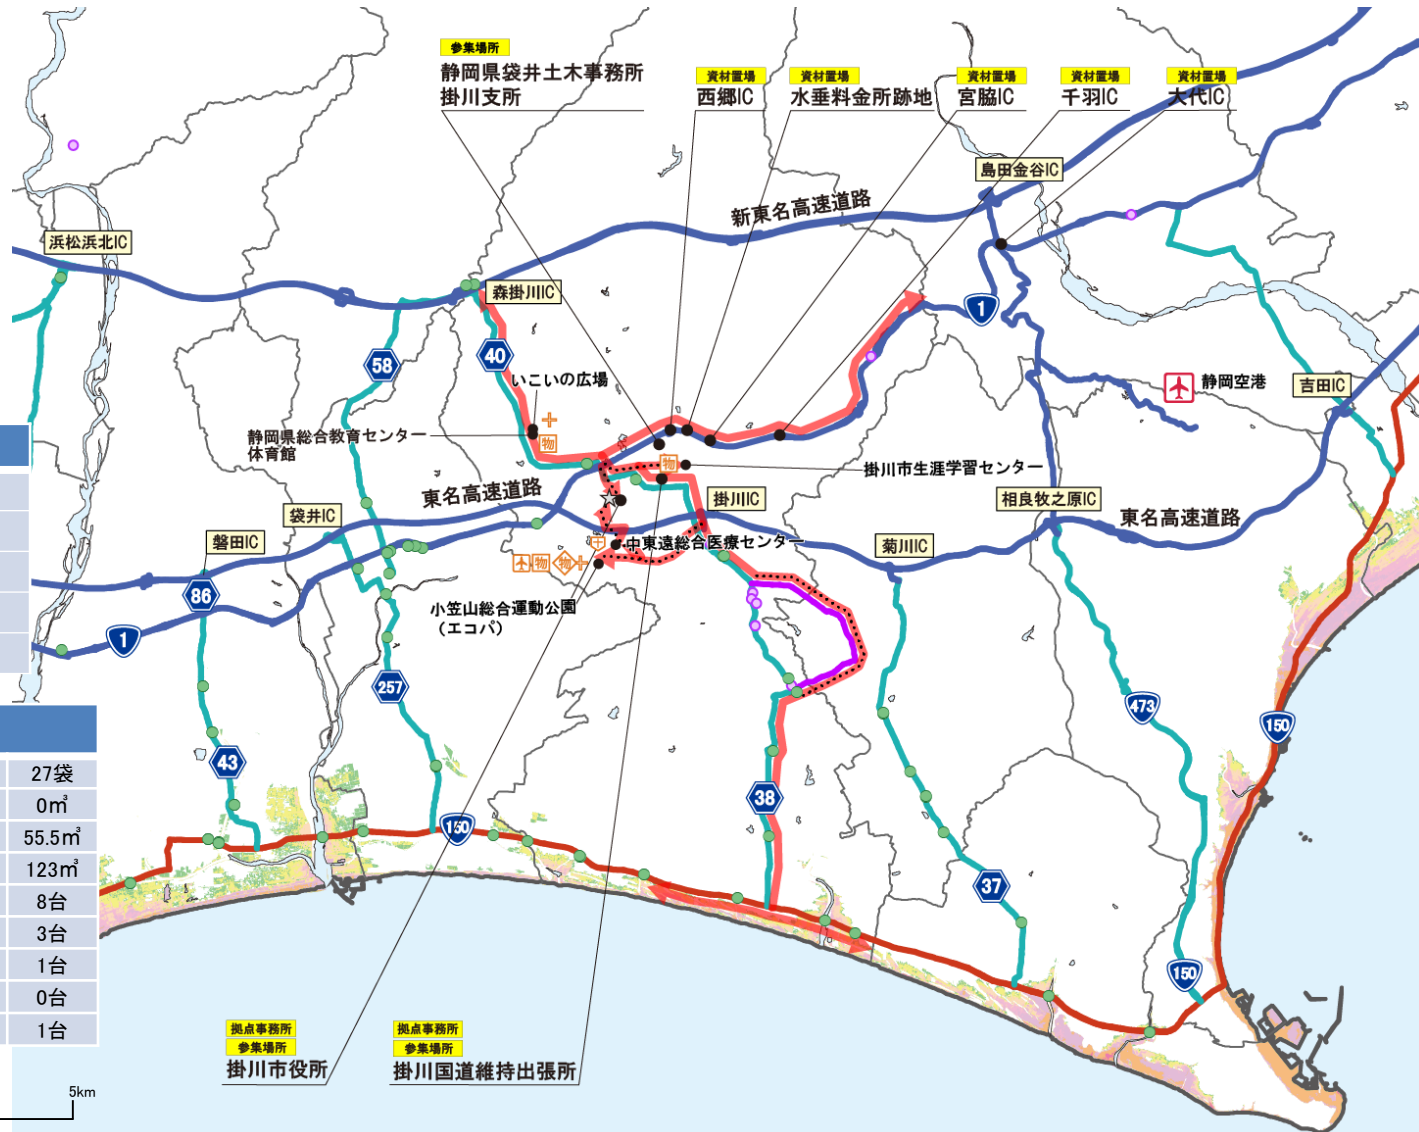 参集場所
静岡県袋井土木事務所
掛川支所
資材置場
西郷IC
資材置場
水垂料金所跡地
資材置場
宮脇IC
資材置場
千羽IC
資材置場
大代IC
島田金谷IC
新東名高速道路
浜松浜北IC
森掛川IC
1
58
40
いこいの広場
静岡空港
吉田IC
静岡県総合教育センター
体育館
物
物
掛川市生涯学習センター
東名高速道路
袋井IC
掛川IC
相良牧之原IC
東名高速道路
磐田IC
中東遠総合医療センター
菊川IC
物
物
86
小笠山総合運動公園
（エコパ）
1
257
473
150
43
38
150
37
150
27袋
0㎥
55.5㎥
123㎥
8台
3台
1台
0台
1台
拠点事務所
参集場所
掛川市役所
拠点事務所
参集場所
掛川国道維持出張所
5km